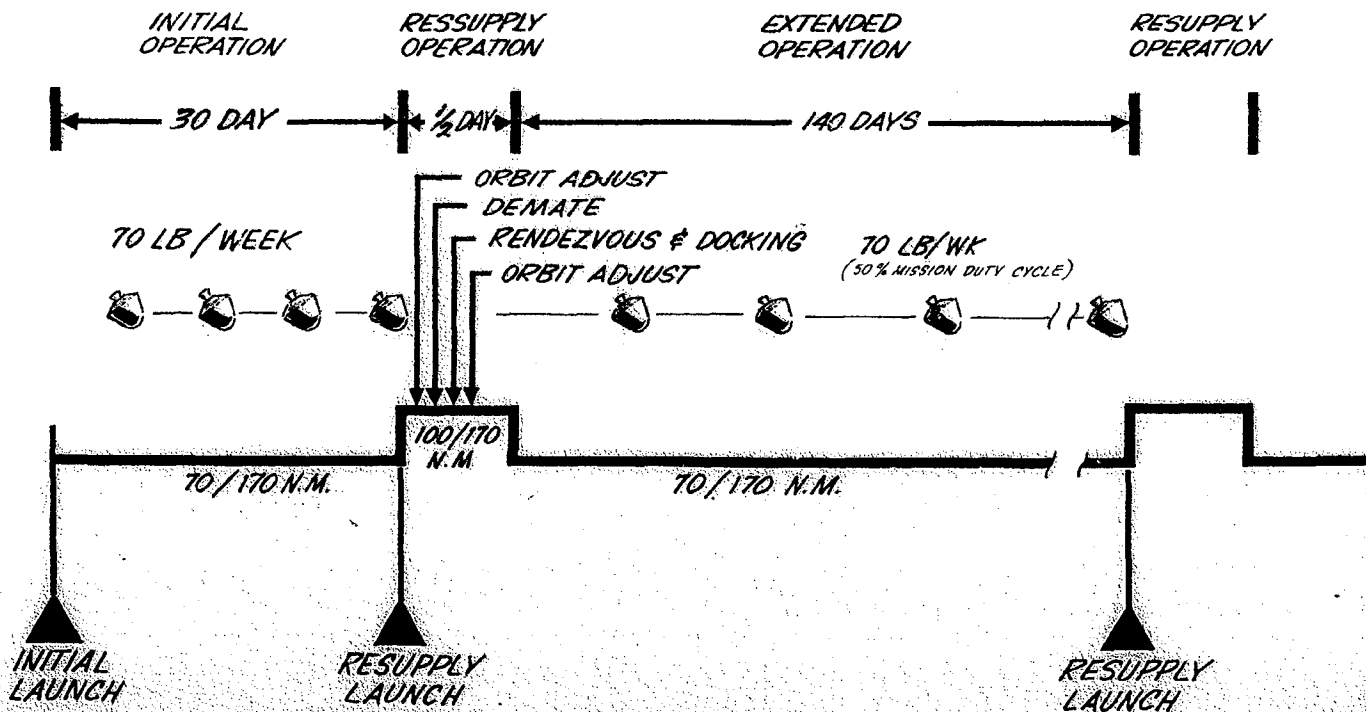 INITIAL
OPERATION
RESSUPPLY
OPERATION
EXTENDED
OPERATION
RESUPPLY
OPERATION
30 DAY
1/2 DAY
140 DAYS
ORBIT ADJUST
DEMATE
RENDEZVOUS & DOCKING
ORBIT ADJUST
70 LB / WEEK
70 LB/WK
(50% MISSION DUTY CYCLE)
100/170
N.M
70/170 N.M.
70/170 N.M.
INITIAL
LAUNCH
RESUPPLY
LAUNCH
RESUPPLY
LAUNCH